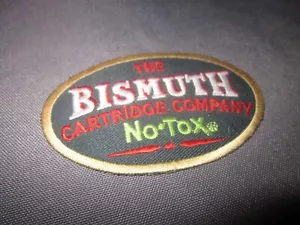 THE
BISMUTH
CARTRIDGE COMPANY
NO•TOX